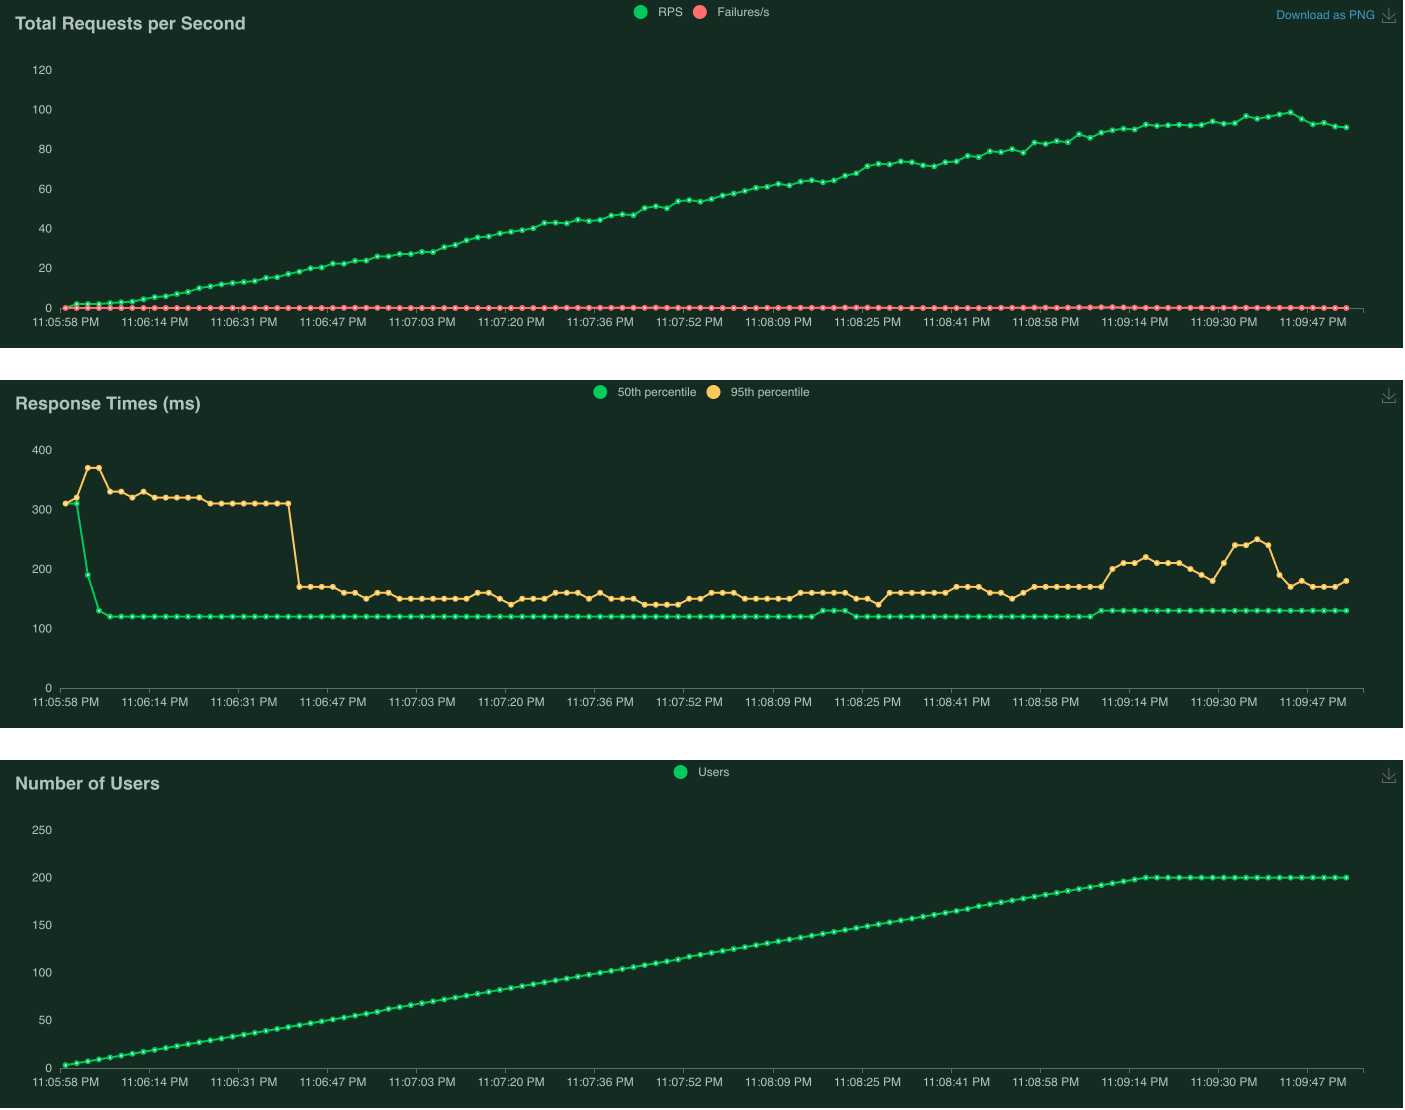 Total Requests per Second
RPS Failures/s
Download as PNG
120
100
80
60
40
20
0
11:05:58 PM 11:06:14 PM 11:06:31 PM 11:06:47 PM 11:07:03 PM 11:07:20 PM 11:07:36 PM 11:07:52 PM 11:08:09 PM 11:08:25 PM 11:08:41 PM 11:08:58 PM 11:09:14 PM 11:09:30 PM 11:09:47 PM
Response Times (ms)
50th percentile 95th percentile
400
300
200
100
0
11:05:58 PM 11:06:14 PM 11:06:31 PM 11:06:47 PM 11:07:03 PM 11:07:20 PM 11:07:36 PM 11:07:52 PM 11:08:09 PM 11:08:25 PM 11:08:41 PM 11:08:58 PM 11:09:14 PM 11:09:30 PM 11:09:47 PM
Number of Users
Users
250
200
150
100
50
0
11:05:58 PM 11:06:14 PM 11:06:31 PM 11:06:47 PM 11:07:03 PM 11:07:20 PM 11:07:36 PM 11:07:52 PM 11:08:09 PM 11:08:25 PM 11:08:41 PM 11:08:58 PM 11:09:14 PM 11:09:30 PM 11:09:47 PM